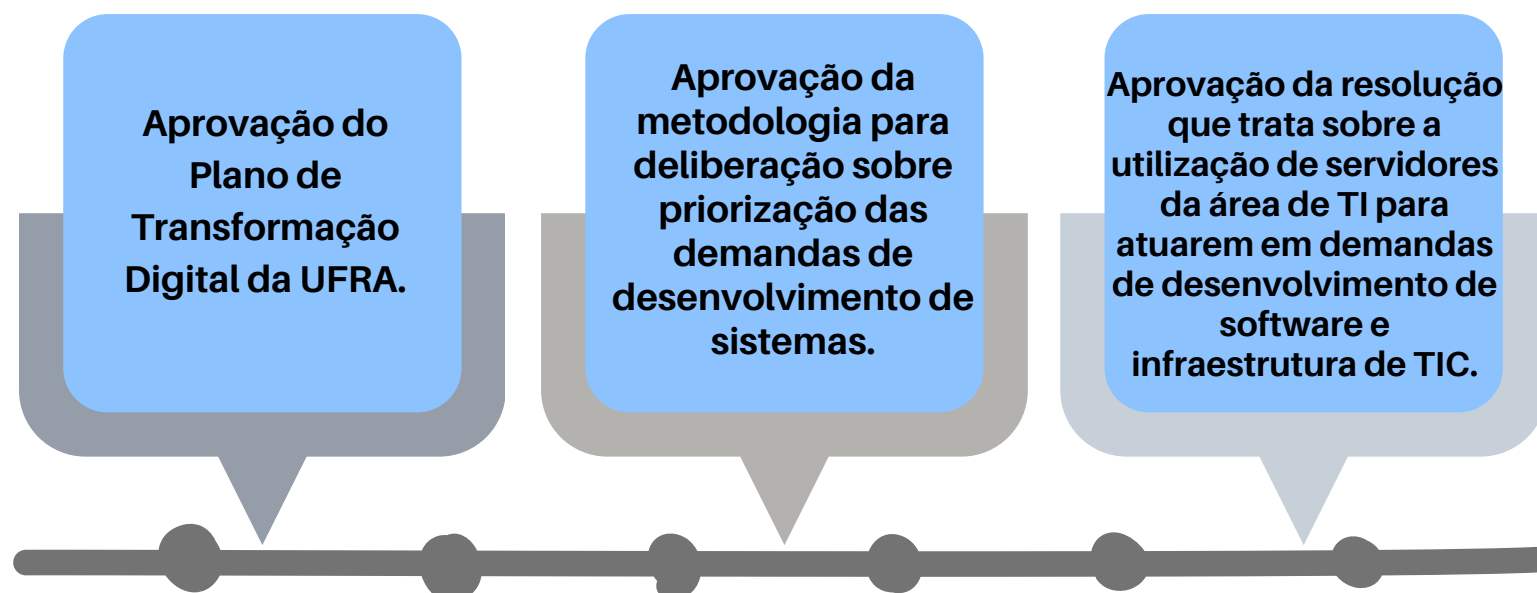 Aprovação do
Plano de
Transformação
Digital da UFRA.
Aprovação da
metodologia para
deliberação sobre
priorização das
demandas de
desenvolvimento de
sistemas.
Aprovação da resolução
que trata sobre a
utilização de servidores
da área de TI para
atuarem em demandas
de desenvolvimento de
software e
infraestrutura de TIC.